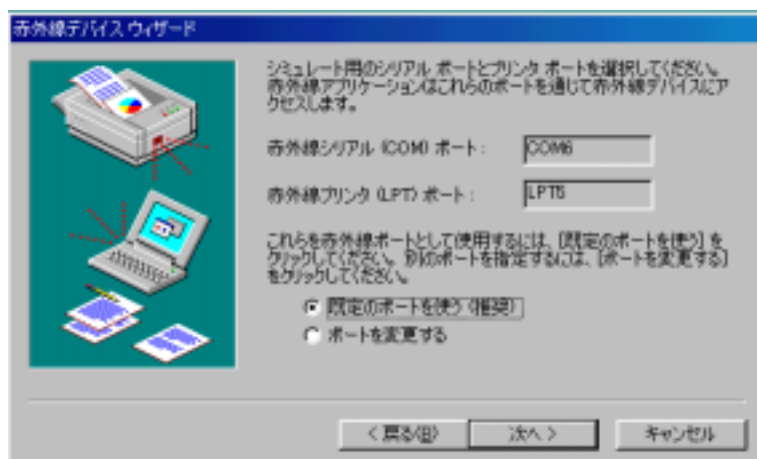 赤外線デバイス ウィザード
シミュレート用のシリアル ポートとプリンタ ポートを選択してください。
赤外線アプリケーションはこれらのポートを通じて赤外線デバイスにア
クセスします。
赤外線シリアル (COM) ポート :
COM6
赤外線プリンタ (LPT) ポート :
LPT5
これらを赤外線ポートとして使用するには、[既定のポートを使う] を
クリックしてください。別のポートを指定するには、[ポートを変更する]
をクリックしてください。
既定のポートを使う (推奨)
ポートを変更する
< 戻る(B)
次へ >
キャンセル